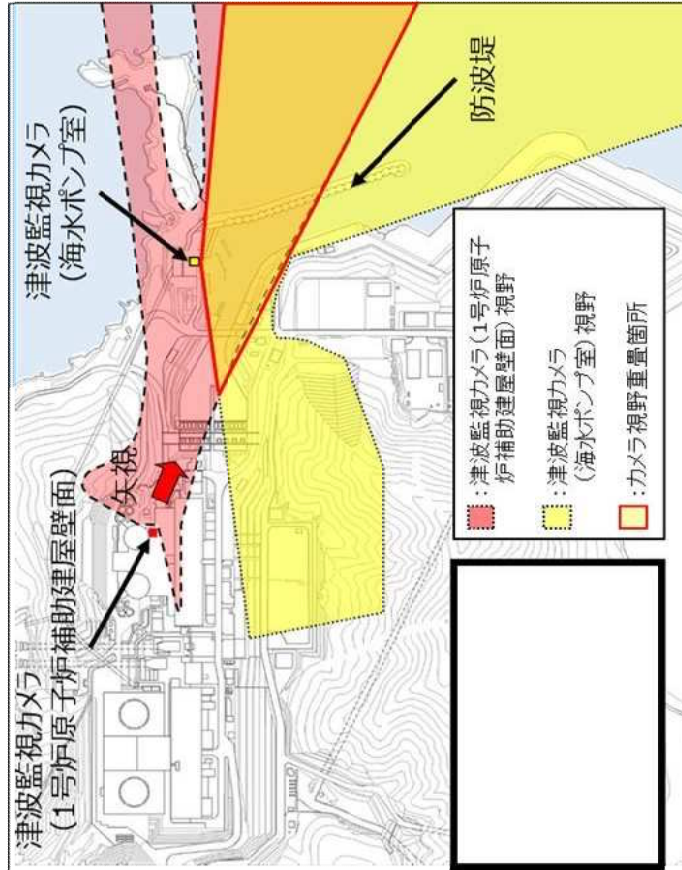 津波監視カメラ
(1号炉原子炉補助建屋壁面)
矢視
津波監視カメラ
(海水ポンプ室)
防波堤
:津波監視カメラ(1号炉原子
炉補助建屋壁面)視野
:津波監視カメラ
(海水ポンプ室)視野
:カメラ視野重畳箇所